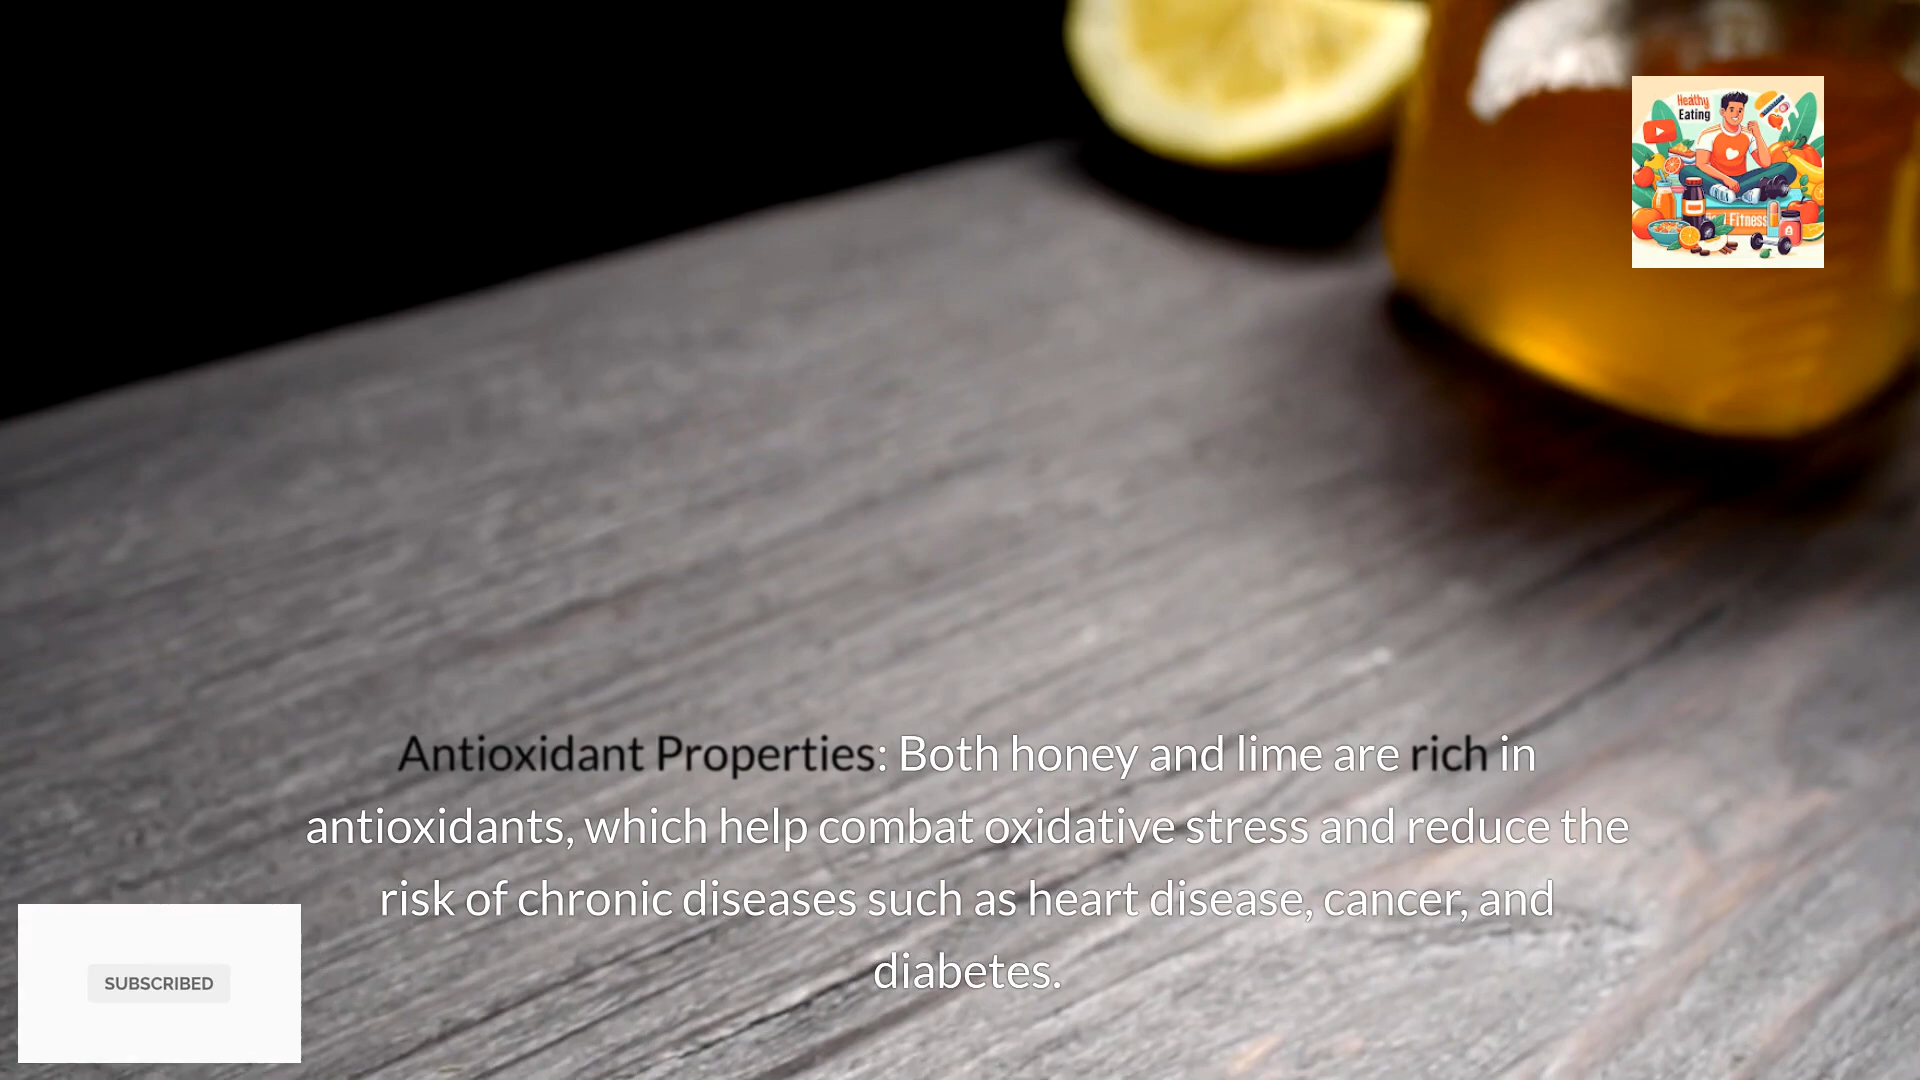 Healthy
Eating
Fitness
Antioxidant Properties: Both honey and lime are rich in
antioxidants, which help combat oxidative stress and reduce the
risk of chronic diseases such as heart disease, cancer, and
diabetes.
SUBSCRIBED